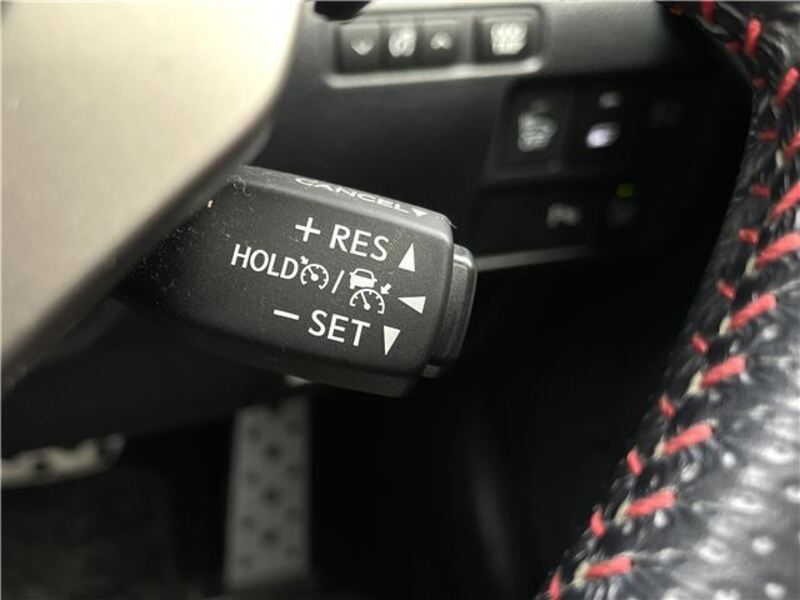 CANCEL▼
+ RES ▲
HOLD /
- SET ▼